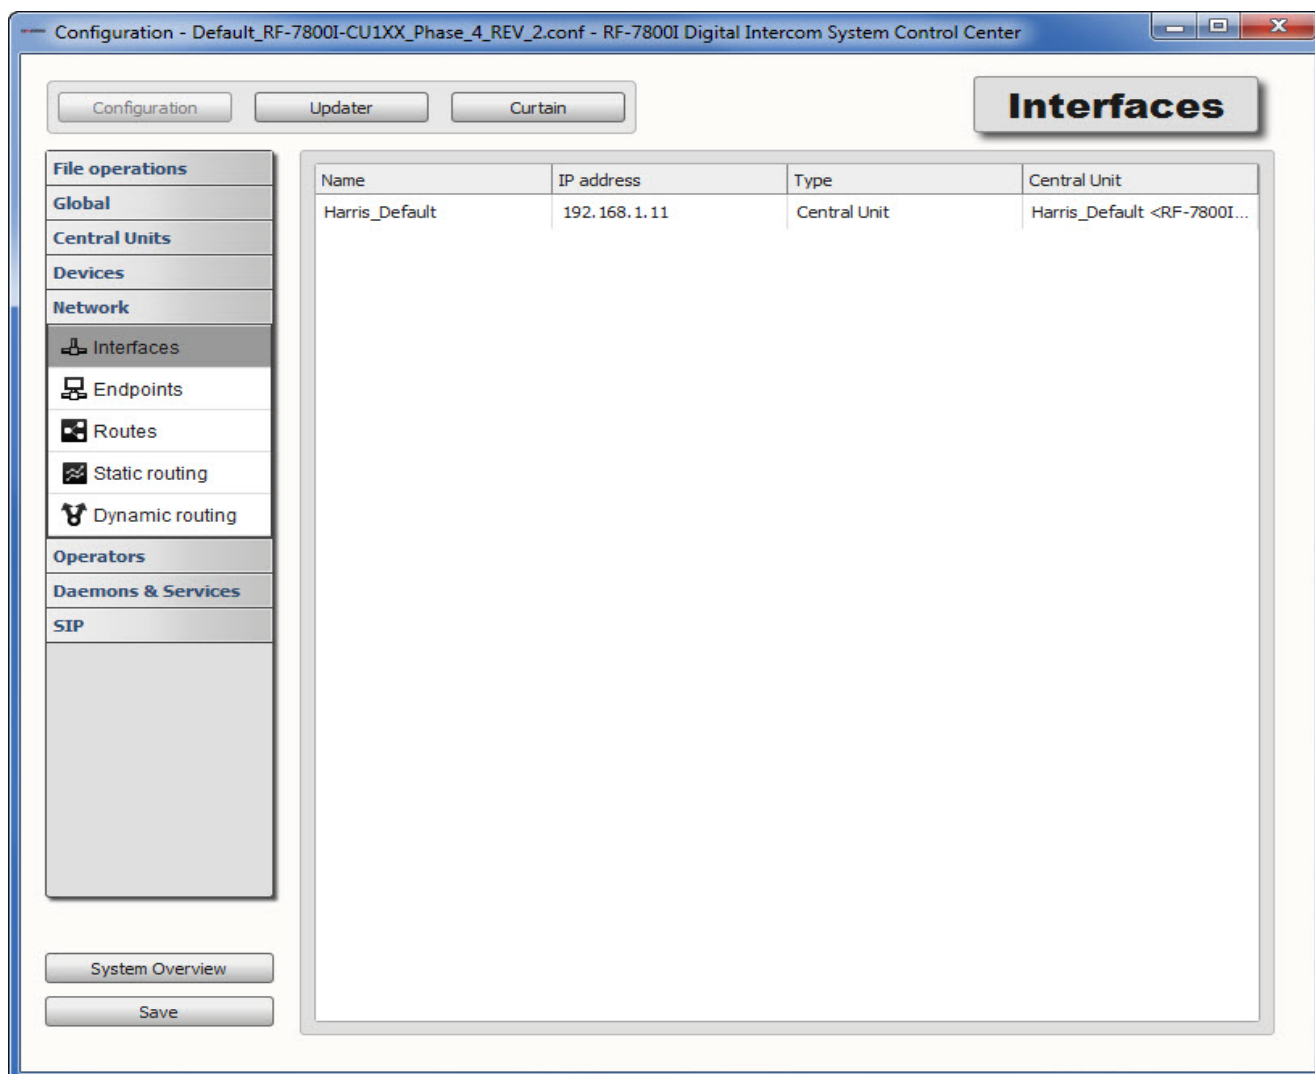 Configuration - Default_RF-7800I-CU1XX_Phase_4_REV_2.conf - RF-7800I Digital Intercom System Control Center
Configuration Updater Curtain
Interfaces
File operations
Global
Central Units
Devices
Network
Interfaces
Endpoints
Routes
Static routing
Dynamic routing
Operators
Daemons & Services
SIP
System Overview
Save
Name IP address Type Central Unit
Harris_Default 192.168.1.11 Central Unit Harris_Default <RF-7800I...